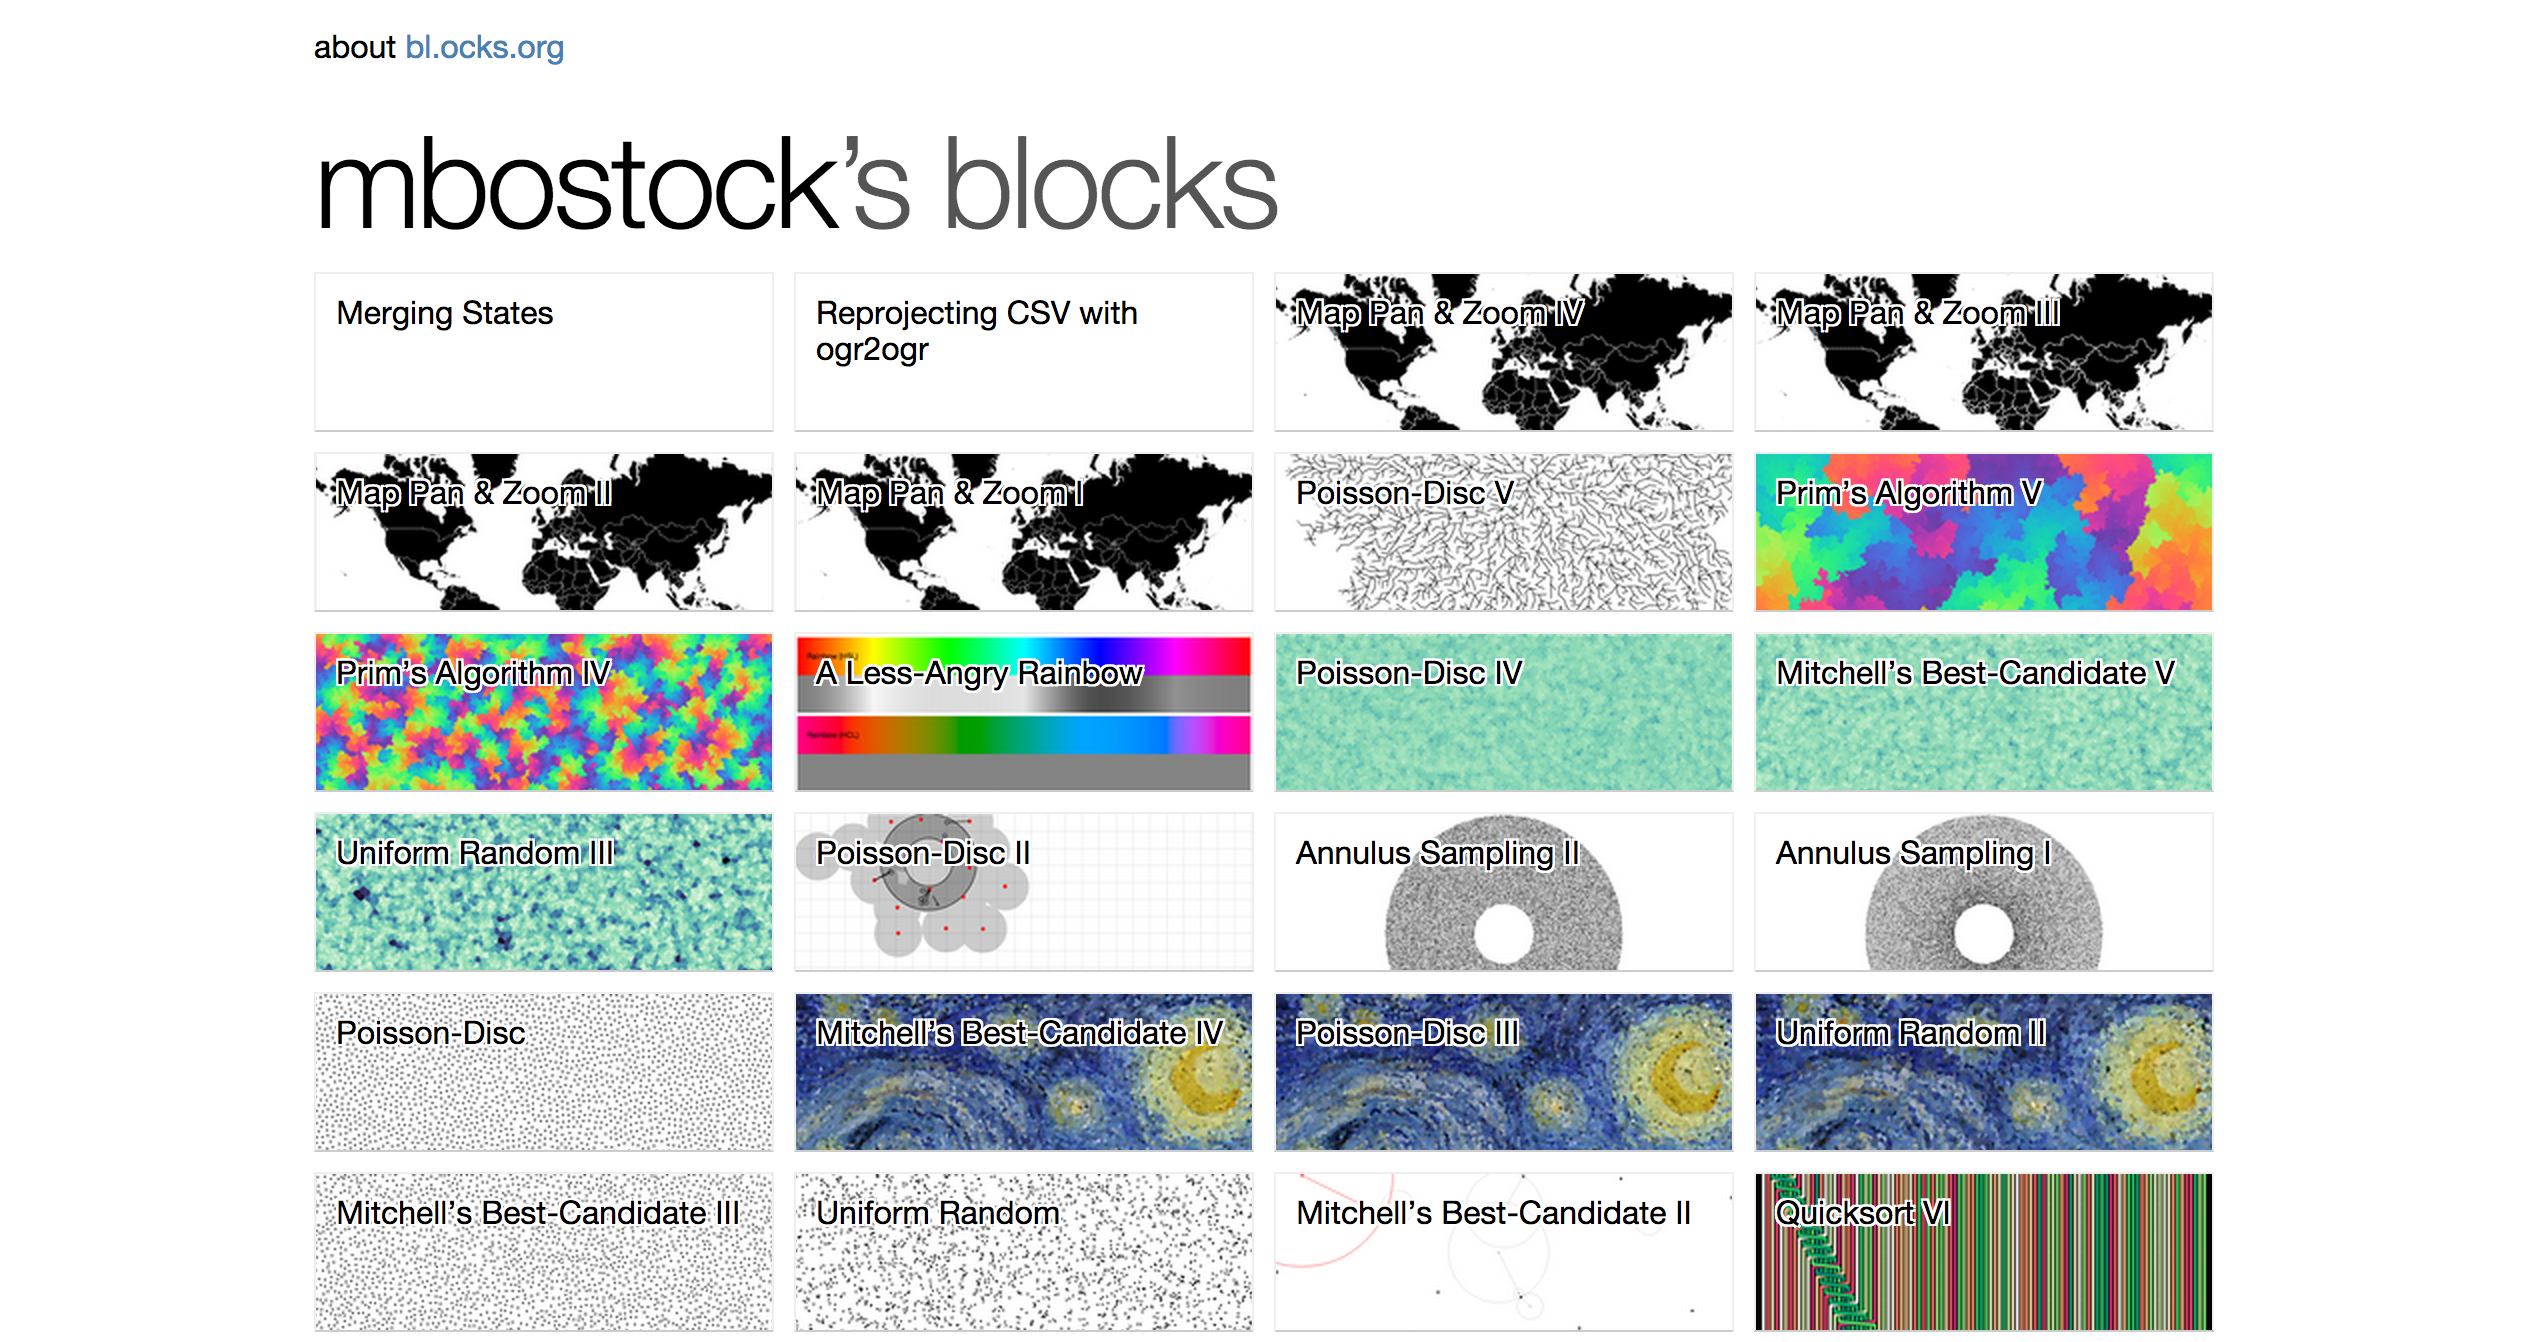 about bl.ocks.org
mbostock’s blocks
Merging States
Reprojecting CSV with
ogr2ogr
Map Pan & Zoom IV
Map Pan & Zoom III
Map Pan & Zoom II
Map Pan & Zoom I
Poisson-Disc V
Prim’s Algorithm V
Prim’s Algorithm IV
Rainbow (HSL)
A Less-Angry Rainbow
Rainbow (HCL)
Poisson-Disc IV
Mitchell’s Best-Candidate V
Uniform Random III
Poisson-Disc II
Annulus Sampling II
Annulus Sampling I
Poisson-Disc
Mitchell’s Best-Candidate IV
Poisson-Disc III
Uniform Random II
Mitchell’s Best-Candidate III
Uniform Random
Mitchell’s Best-Candidate II
Quicksort VI